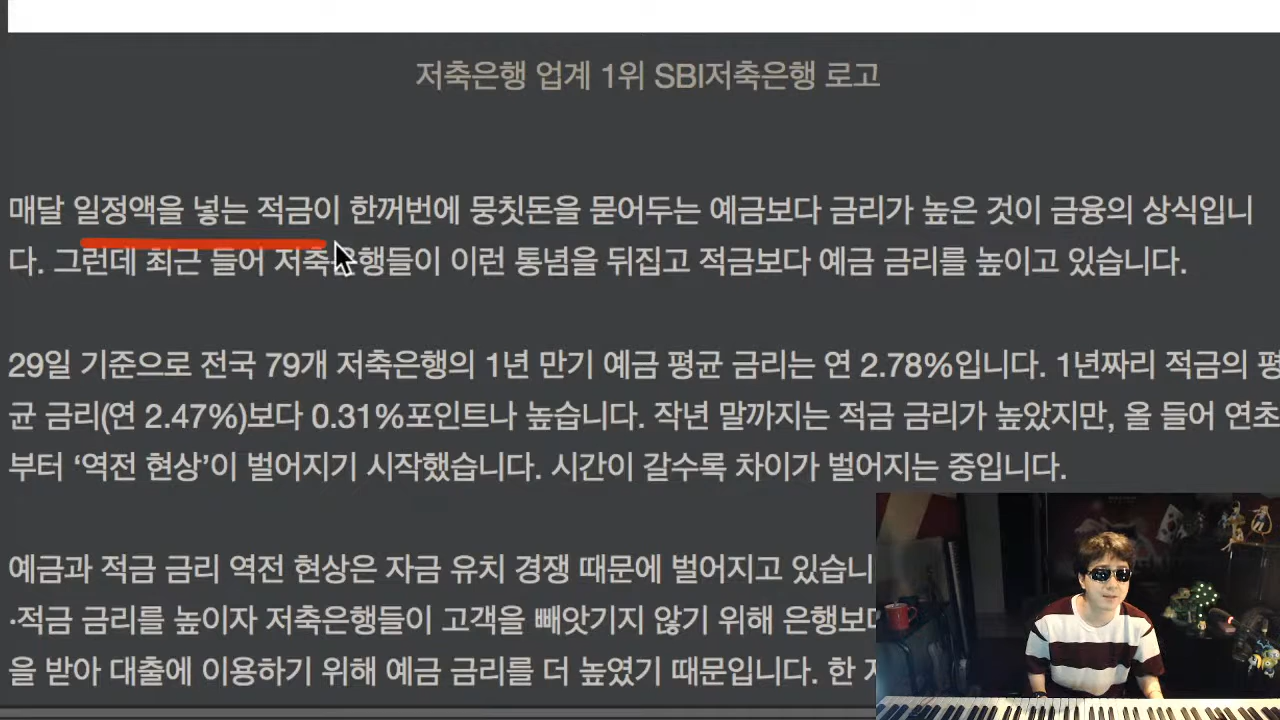 저축은행 업계 1위 SBI저축은행 로고
매달 일정액을 넣는 적금이 한꺼번에 뭉칫돈을 묻어두는 예금보다 금리가 높은 것이 금융의 상식입니
다. 그런데 최근 들어 저축은행들이 이런 통념을 뒤집고 적금보다 예금 금리를 높이고 있습니다.
29일 기준으로 전국 79개 저축은행의 1년 만기 예금 평균 금리는 연 2.78%입니다. 1년짜리 적금의 평
균 금리(연 2.47%)보다 0.31%포인트나 높습니다. 작년 말까지는 적금 금리가 높았지만, 올 들어 연초
부터 ‘역전 현상’이 벌어지기 시작했습니다. 시간이 갈수록 차이가 벌어지는 중입니다.
예금과 적금 금리 역전 현상은 자금 유치 경쟁 때문에 벌어지고 있습니
·적금 금리를 높이자 저축은행들이 고객을 빼앗기지 않기 위해 은행보다
을 받아 대출에 이용하기 위해 예금 금리를 더 높였기 때문입니다. 한